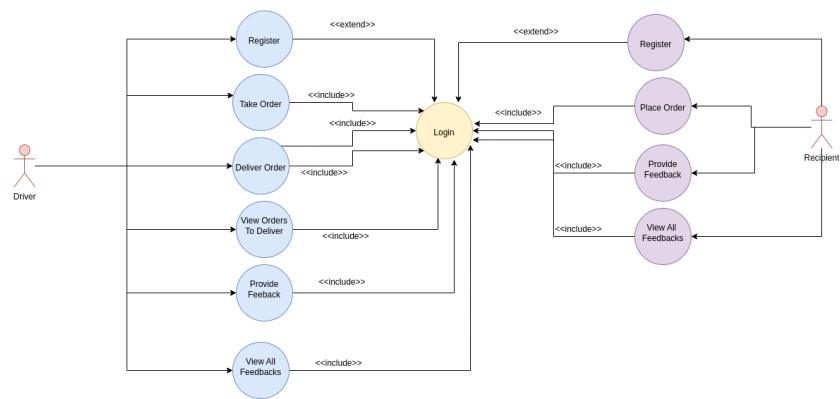 <<extend>>
<<extend>>
Register
Register
<<include>>
Take Order
<<include>>
Place Order
<<include>>
Login
Driver
Deliver Order
<<include>>
<<include>>
Provide
Feedback
Recipient
View Orders
To Deliver
<<include>>
<<include>>
View All
Feedbacks
Provide
Feeback
<<include>>
View All
Feedbacks
<<include>>